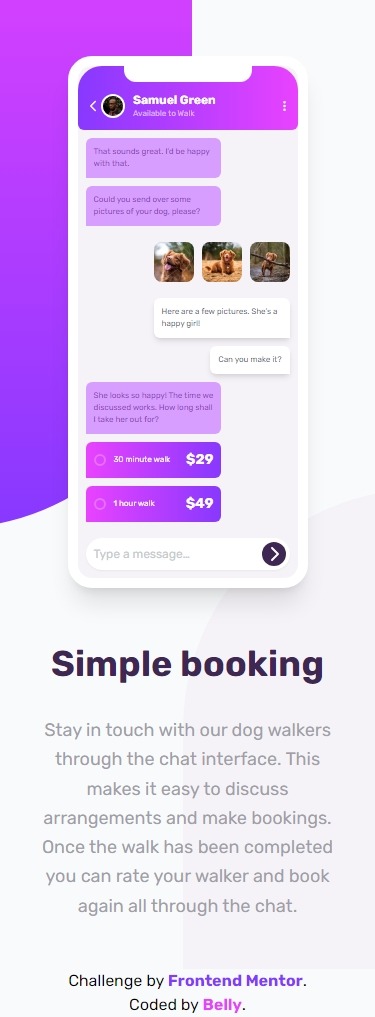 Samuel Green
Available to Walk
That sounds great. I'd be happy
with that.
Could you send over some
pictures of your dog, please?
Here are a few pictures. She's a
happy girl!
Can you make it?
She looks so happy! The time we
discussed works. How long shall
I take her out for?
30 minute walk $29
1 hour walk $49
Type a message…
Simple booking
Stay in touch with our dog walkers
through the chat interface. This
makes it easy to discuss
arrangements and make bookings.
Once the walk has been completed
you can rate your walker and book
again all through the chat.
Challenge by Frontend Mentor.
Coded by Belly.